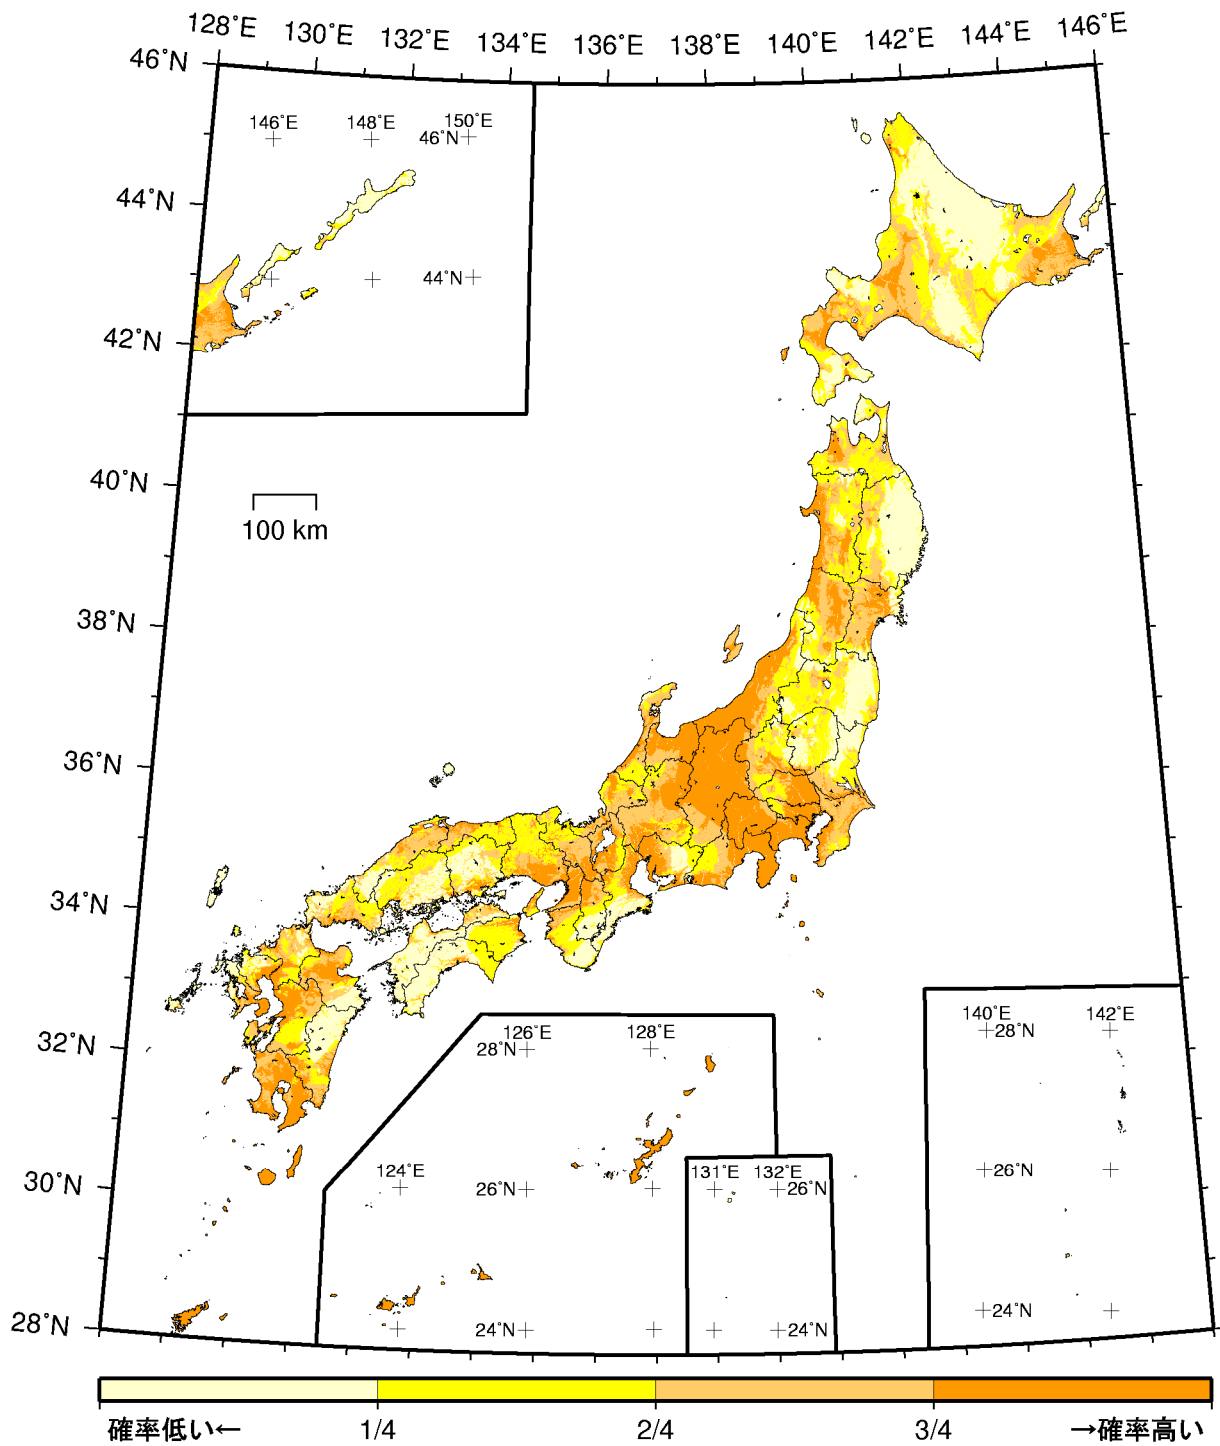 128°E 130°E 132°E 134°E 136°E 138°E 140°E 142°E 144°E 146°E
46°N
44°N
42°N
40°N
38°N
36°N
34°N
32°N
30°N
28°N
146°E 148°E 150°E
46°N
44°N
100 km
126°E 128°E
28°N
124°E
26°N
24°N
131°E 132°E
26°N
24°N
140°E 142°E
28°N
26°N
24°N
確率低い← 1/4 2/4 3/4 →確率高い